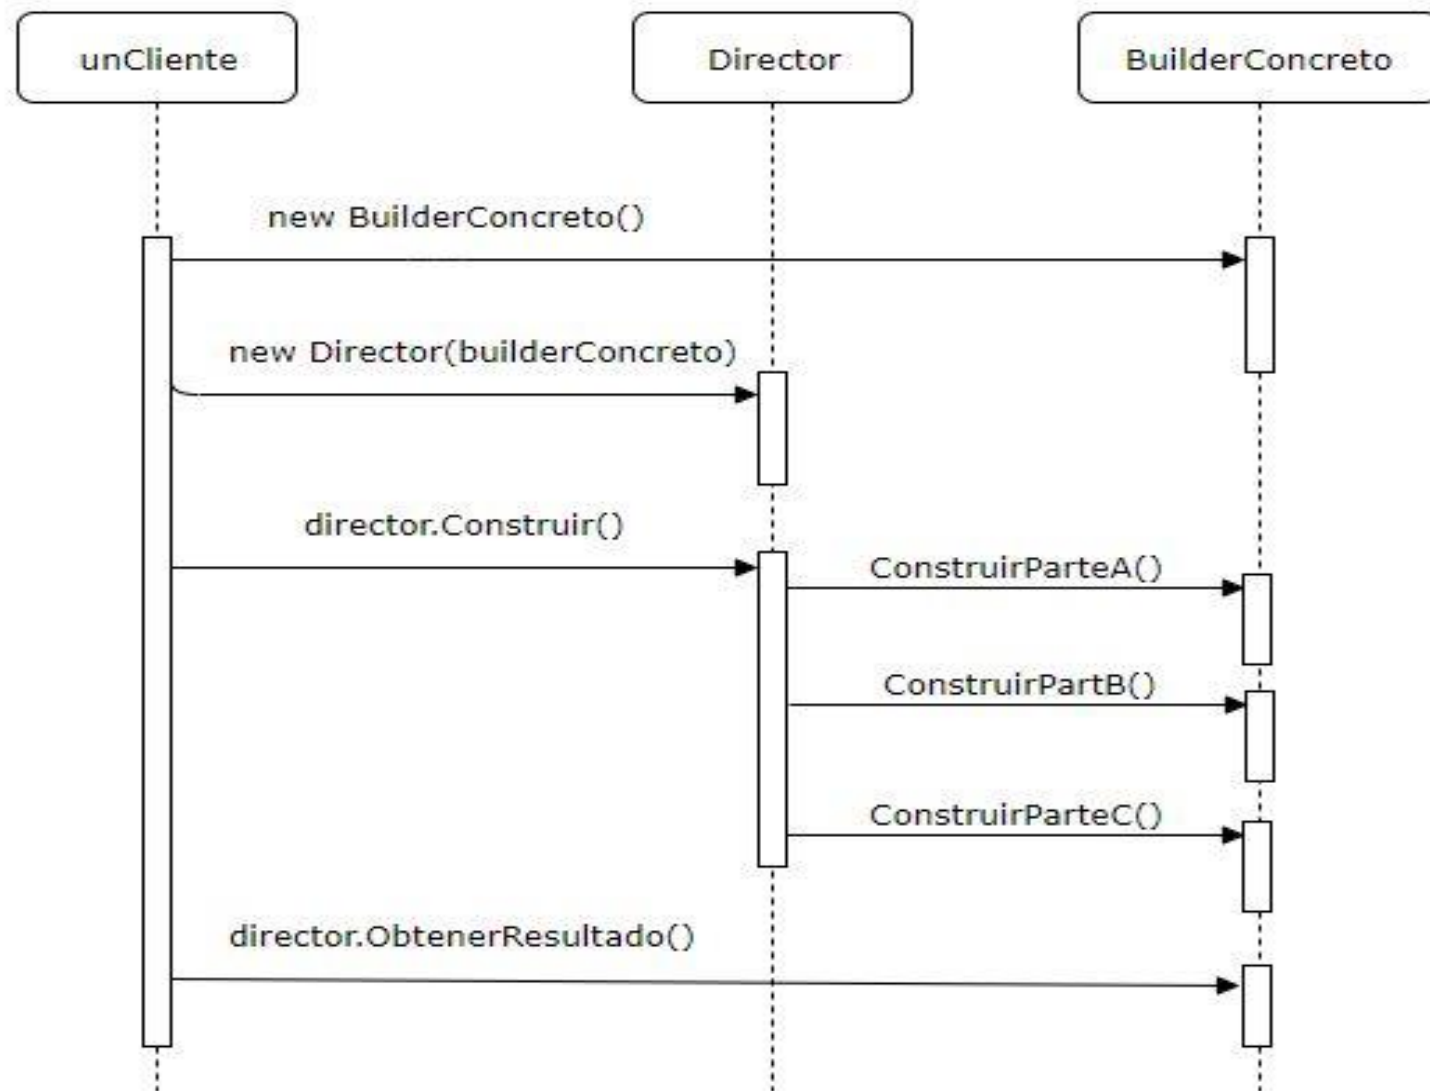 unCliente
Director
BuilderConcreto
new BuilderConcreto()
new Director(builderConcreto)
director.Construir()
ConstruirParteA()
ConstruirPartB()
ConstruirParteC()
director.ObtenerResultado()